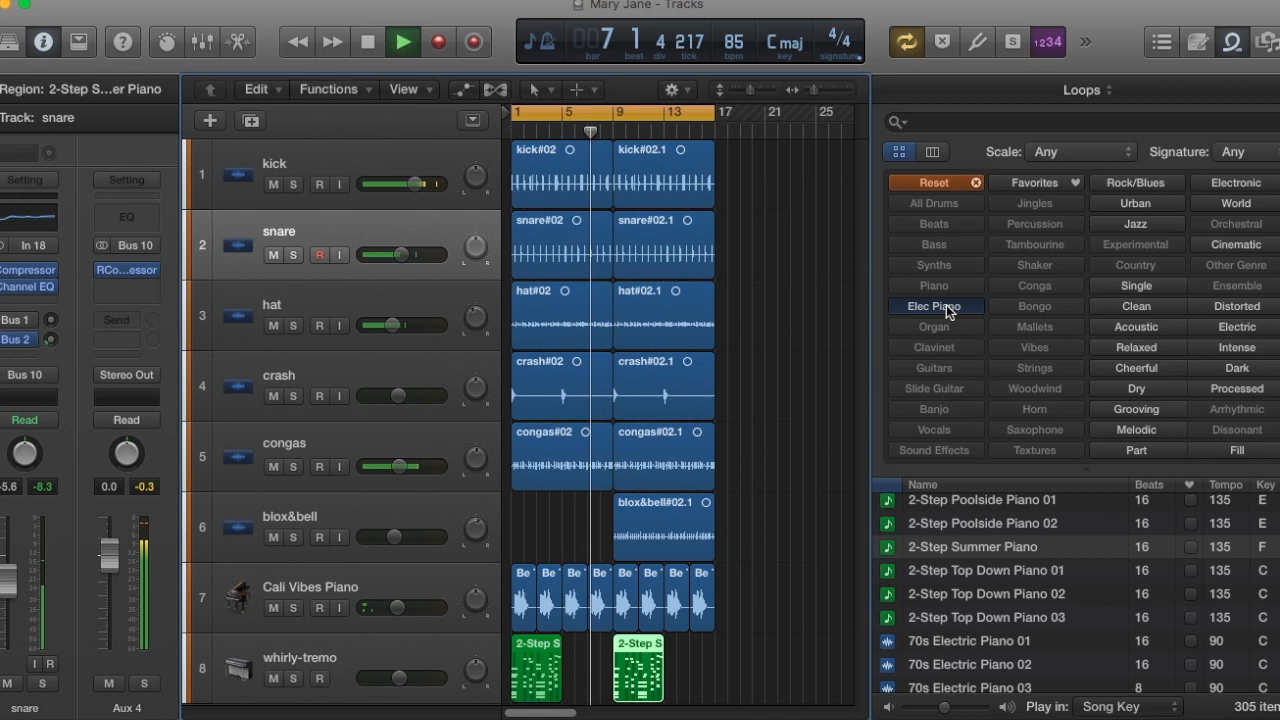 Mary Jane - Tracks
007 1 4 217 85 C maj 4/4
bar beat div tick bpm key signature
S 1234
Region: 2-Step S...er Piano
Track: snare
Edit Functions View
Loops
1 5 9 13 17 21 25
Scale: Any Signature: Any
Setting Setting
EQ
In 18 Bus 10
Compressor RCo...essor
Channel EQ
Bus 1 Send
Bus 2
Bus 10 Stereo Out
Read Read
-5.6 -8.3 0.0 -0.3
I R
M S M S
snare Aux 4
1 kick
M S R I
L R
kick#02 kick#02.1
2 snare
M S R I
L R
snare#02 snare#02.1
3 hat
M S R I
L R
hat#02 hat#02.1
4 crash
M S R I
L R
crash#02 crash#02.1
5 congas
M S R I
L R
congas#02 congas#02.1
6 blox&bell
M S R I
L R
blox&bell#02.1
7 Cali Vibes Piano
M S R I
L R
Be Be Be Be Be Be Be Be
8 whirly-tremo
M S R
L R
2-Step S 2-Step S
Reset Favorites Rock/Blues Electronic
All Drums Jingles Urban World
Beats Percussion Jazz Orchestral
Bass Tambourine Experimental Cinematic
Synths Shaker Country Other Genre
Piano Conga Single Ensemble
Elec Piano Bongo Clean Distorted
Organ Mallets Acoustic Electric
Clavinet Vibes Relaxed Intense
Guitars Strings Cheerful Dark
Slide Guitar Woodwind Dry Processed
Banjo Horn Grooving Arrhythmic
Vocals Saxophone Melodic Dissonant
Sound Effects Textures Part Fill
Name Beats Tempo Key
2-Step Poolside Piano 01 16 135 E
2-Step Poolside Piano 02 16 135 E
2-Step Summer Piano 16 135 F
2-Step Top Down Piano 01 16 135 C
2-Step Top Down Piano 02 16 135 C
2-Step Top Down Piano 03 16 135 C
70s Electric Piano 01 16 90 C
70s Electric Piano 02 16 90 C
70s Electric Piano 03 8 90 C
Play in: Song Key 305 item